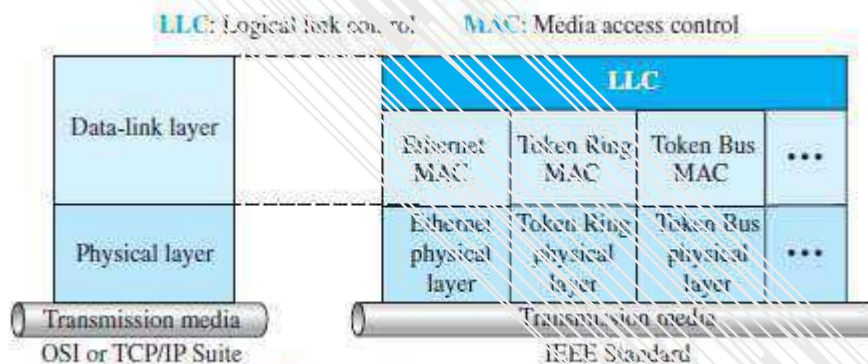 LLC: Logical link control MAC: Media access control
LLC
Data-link layer
Ethernet MAC
Token Ring MAC
Token Bus MAC
...
Physical layer
Ethernet physical layer
Token Ring physical layer
Token Bus physical layer
...
Transmission media
Transmission media
OSI or TCP/IP Suite
IEEE Standard